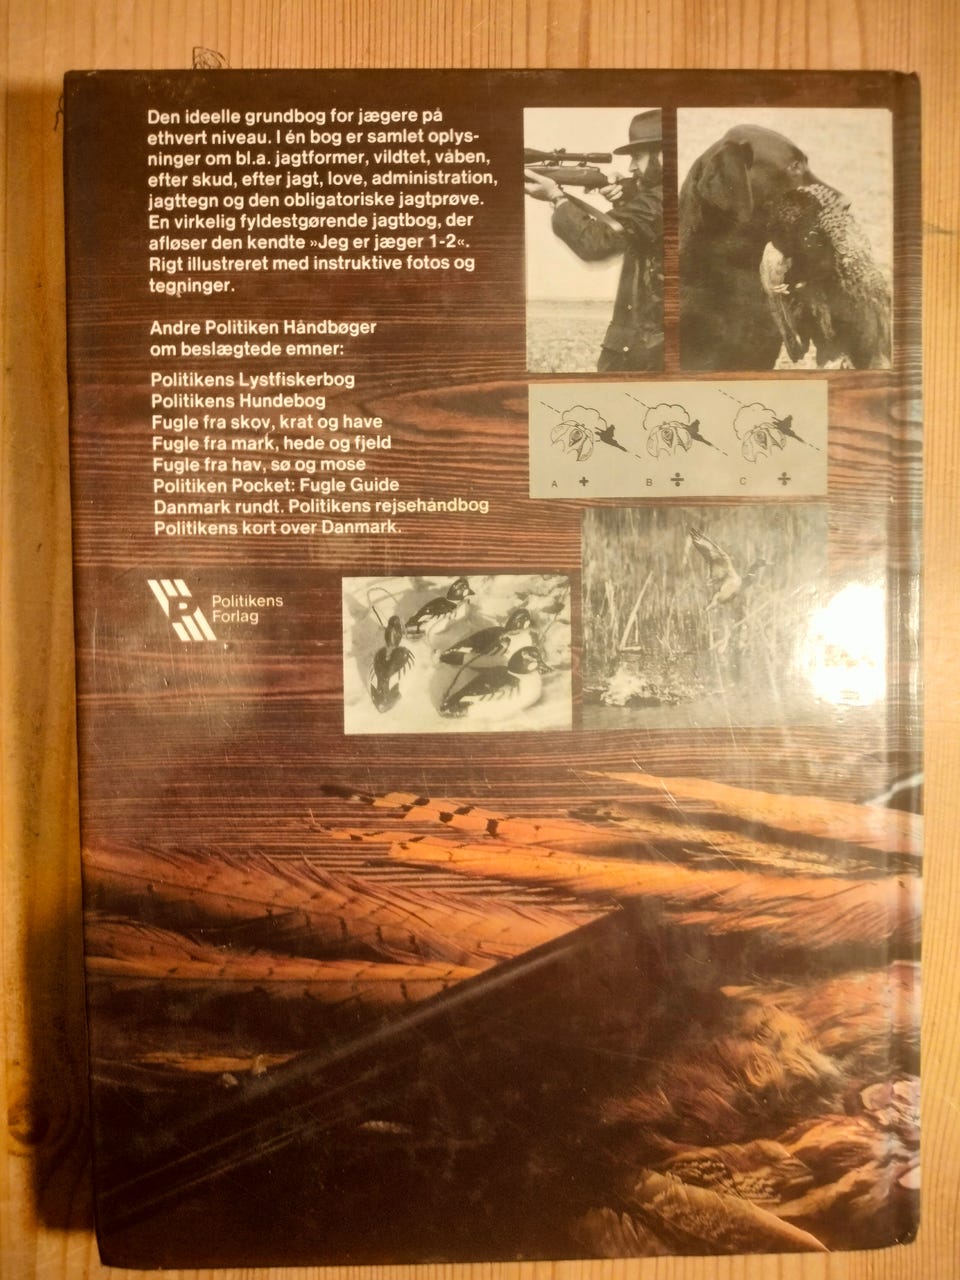 Den ideelle grundbog for jægere på
ethvert niveau. I én bog er samlet oplys-
ninger om bl.a. jagtformer, vildtet, våben,
efter skud, efter jagt, love, administration,
jagttegn og den obligatoriske jagtprøve.
En virkelig fyldestgørende jagtbog, der
afløser den kendte »Jeg er jæger 1-2«.
Rigt illustreret med instruktive fotos og
tegninger.
Andre Politiken Håndbøger
om beslægtede emner:
Politikens Lystfiskerbog
Politikens Hundebog
Fugle fra skov, krat og have
Fugle fra mark, hede og fjeld
Fugle fra hav, sø og mose
Politiken Pocket: Fugle Guide
Danmark rundt. Politikens rejsehåndbog
Politikens kort over Danmark.
A + B ÷ C ÷
P Politikens
Forlag